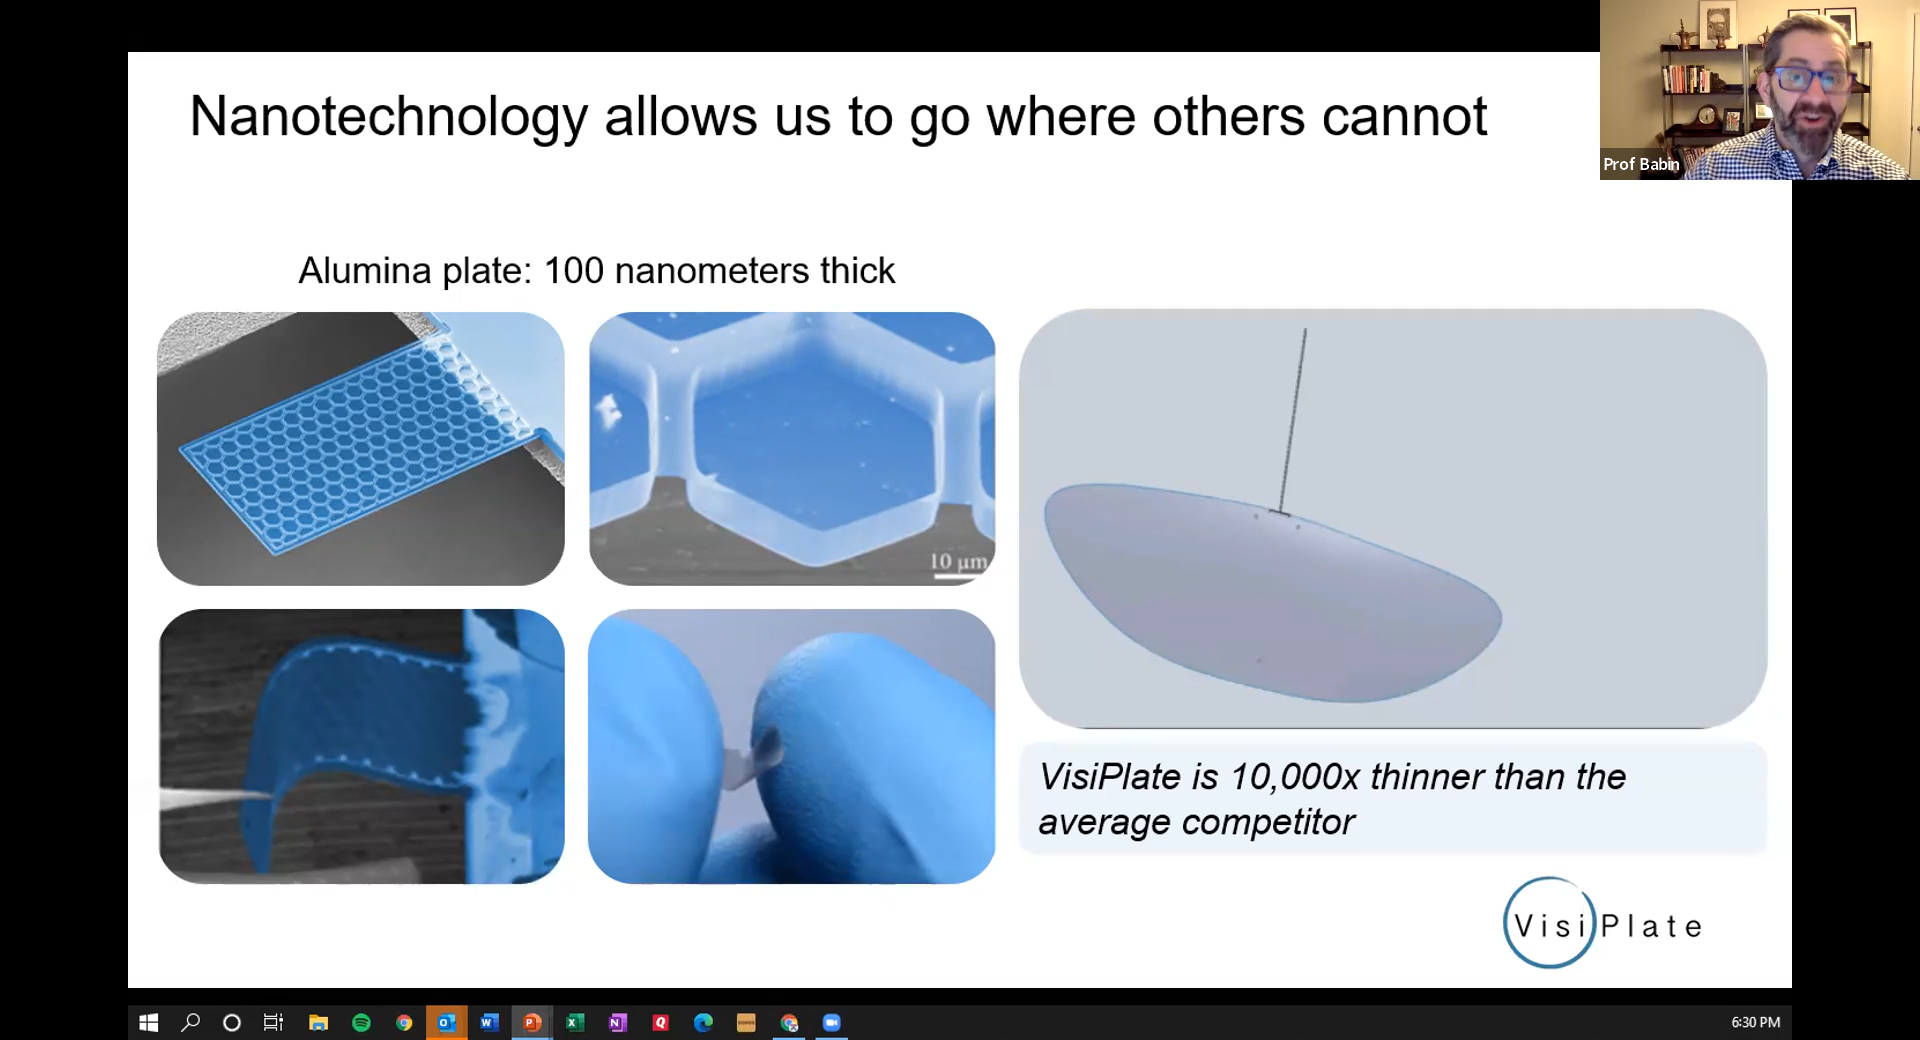 Nanotechnology allows us to go where others cannot
Prof Babin
Alumina plate: 100 nanometers thick
10 μm
VisiPlate is 10,000x thinner than the
average competitor
VisiPlate
6:30 PM